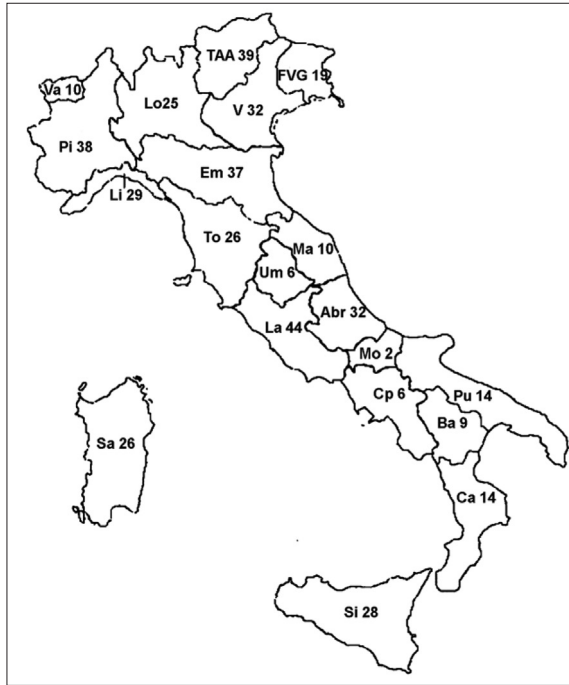 TAA 39
FVG 19
Va 10
Lo25
V 32
Pi 38
Em 37
Li 29
To 26
Ma 10
Um 6
Abr 32
La 44
Mo 2
Cp 6
Pu 14
Ba 9
Sa 26
Ca 14
Si 28